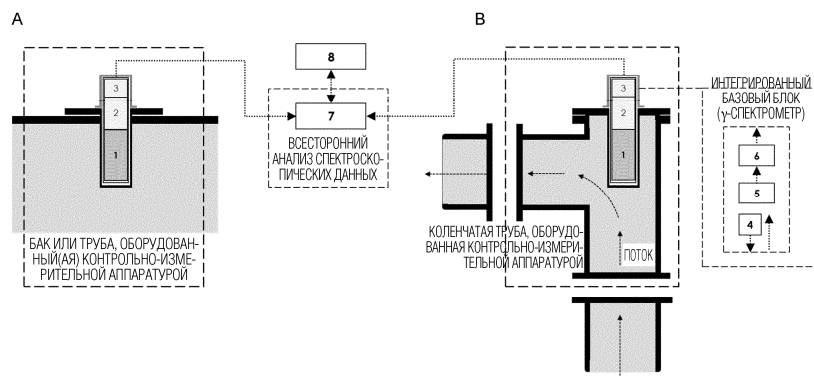 А
В
8
7
ВСЕСТОРОННИЙ
АНАЛИЗ СПЕКТРОСКО-
ПИЧЕСКИХ ДАННЫХ
3
2
1
БАК ИЛИ ТРУБА, ОБОРУДОВАН-
НЫЙ(АЯ) КОНТРОЛЬНО-ИЗМЕ-
РИТЕЛЬНОЙ АППАРАТУРОЙ
3
2
1
КОЛЕНЧАТАЯ ТРУБА, ОБОРУДО-
ВАННАЯ КОНТРОЛЬНО-ИЗМЕРИ-
ТЕЛЬНОЙ АППАРАТУРОЙ
ПОТОК
ИНТЕГРИРОВАННЫЙ
БАЗОВЫЙ БЛОК
(γ-СПЕКТРОМЕТР)
6
5
4